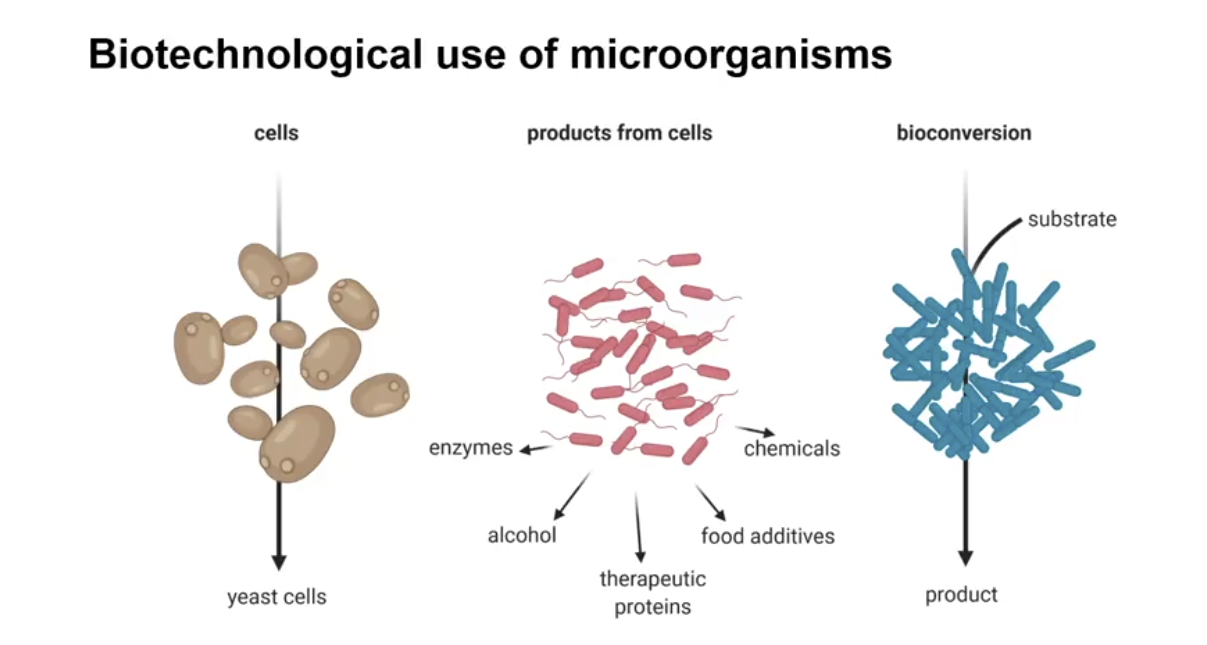 Biotechnological use of microorganisms
cells
yeast cells
products from cells
enzymes
alcohol
therapeutic
proteins
food additives
chemicals
bioconversion
substrate
product